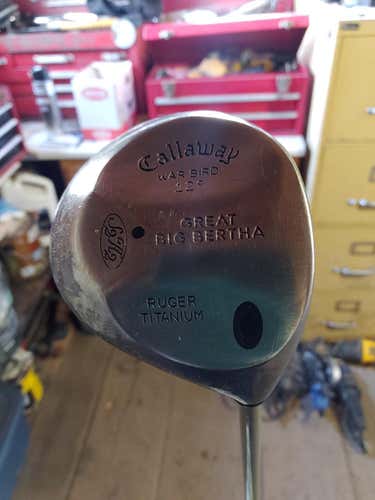 Callaway
WAR BIRD
12°
GREAT
BIG BERTHA
RUGER
TITANIUM